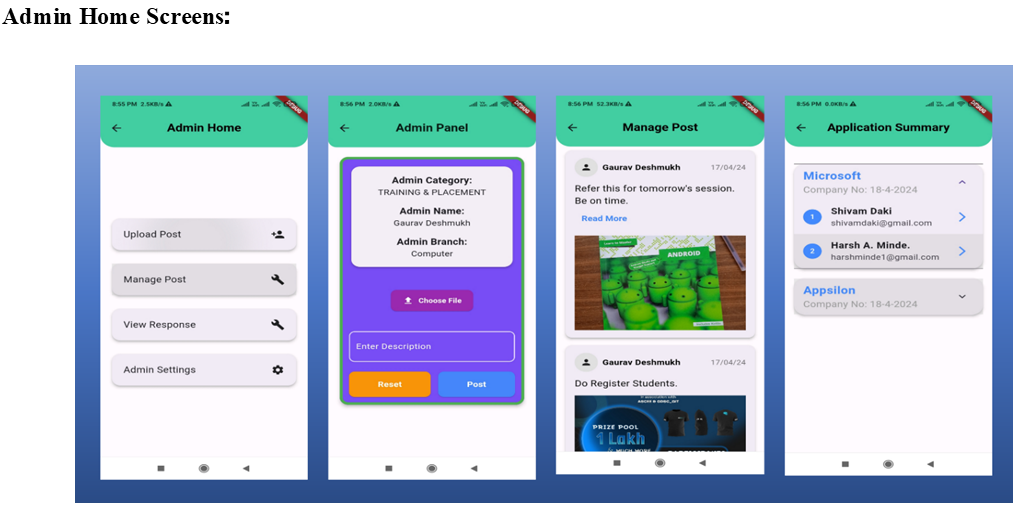 Admin Home Screens:
8:55 PM 2.5KB/s
Admin Home
Upload Post
Manage Post
View Response
Admin Settings
8:56 PM 2.0KB/s
Admin Panel
Admin Category:
TRAINING & PLACEMENT
Admin Name:
Gaurav Deshmukh
Admin Branch:
Computer
Choose File
Enter Description
Reset
Post
8:56 PM 52.3KB/s
Manage Post
Gaurav Deshmukh 17/04/24
Refer this for tomorrow's session.
Be on time.
Read More
ANDROID
Gaurav Deshmukh 17/04/24
Do Register Students.
PRIZE POOL
1 Lakh
8:56 PM 0.0KB/s
Application Summary
Microsoft
Company No: 18-4-2024
1 Shivam Daki
shivamdaki@gmail.com
2 Harsh A. Minde.
harshminde1@gmail.com
Appsilon
Company No: 18-4-2024